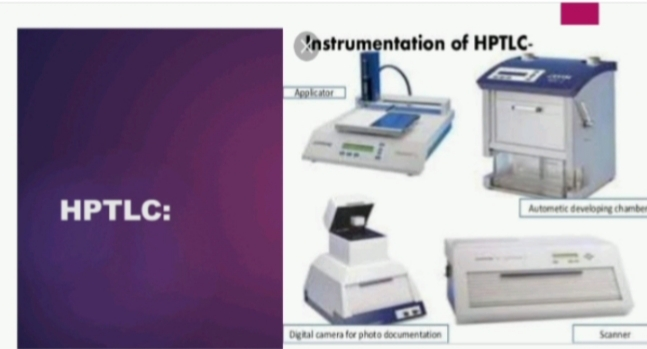 Instrumentation of HPTLC-
Applicator
Autometic developing chamber
HPTLC:
Digital camera for photo documentation
Scanner